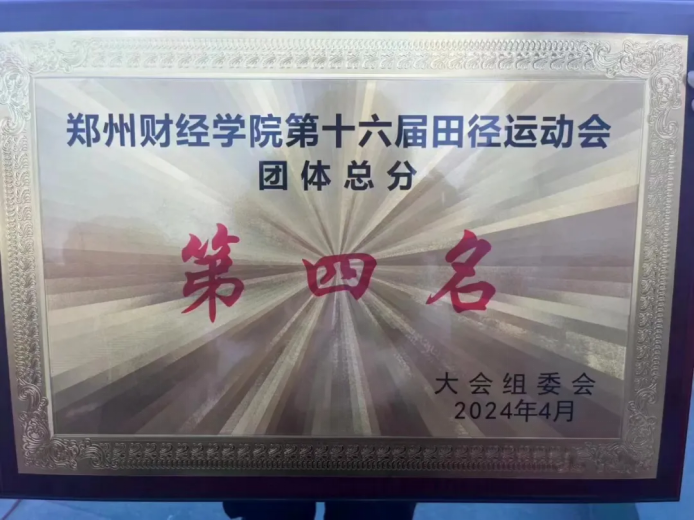 郑州财经学院第十六届田径运动会
团体总分
第四名
大会组委会
2024年4月